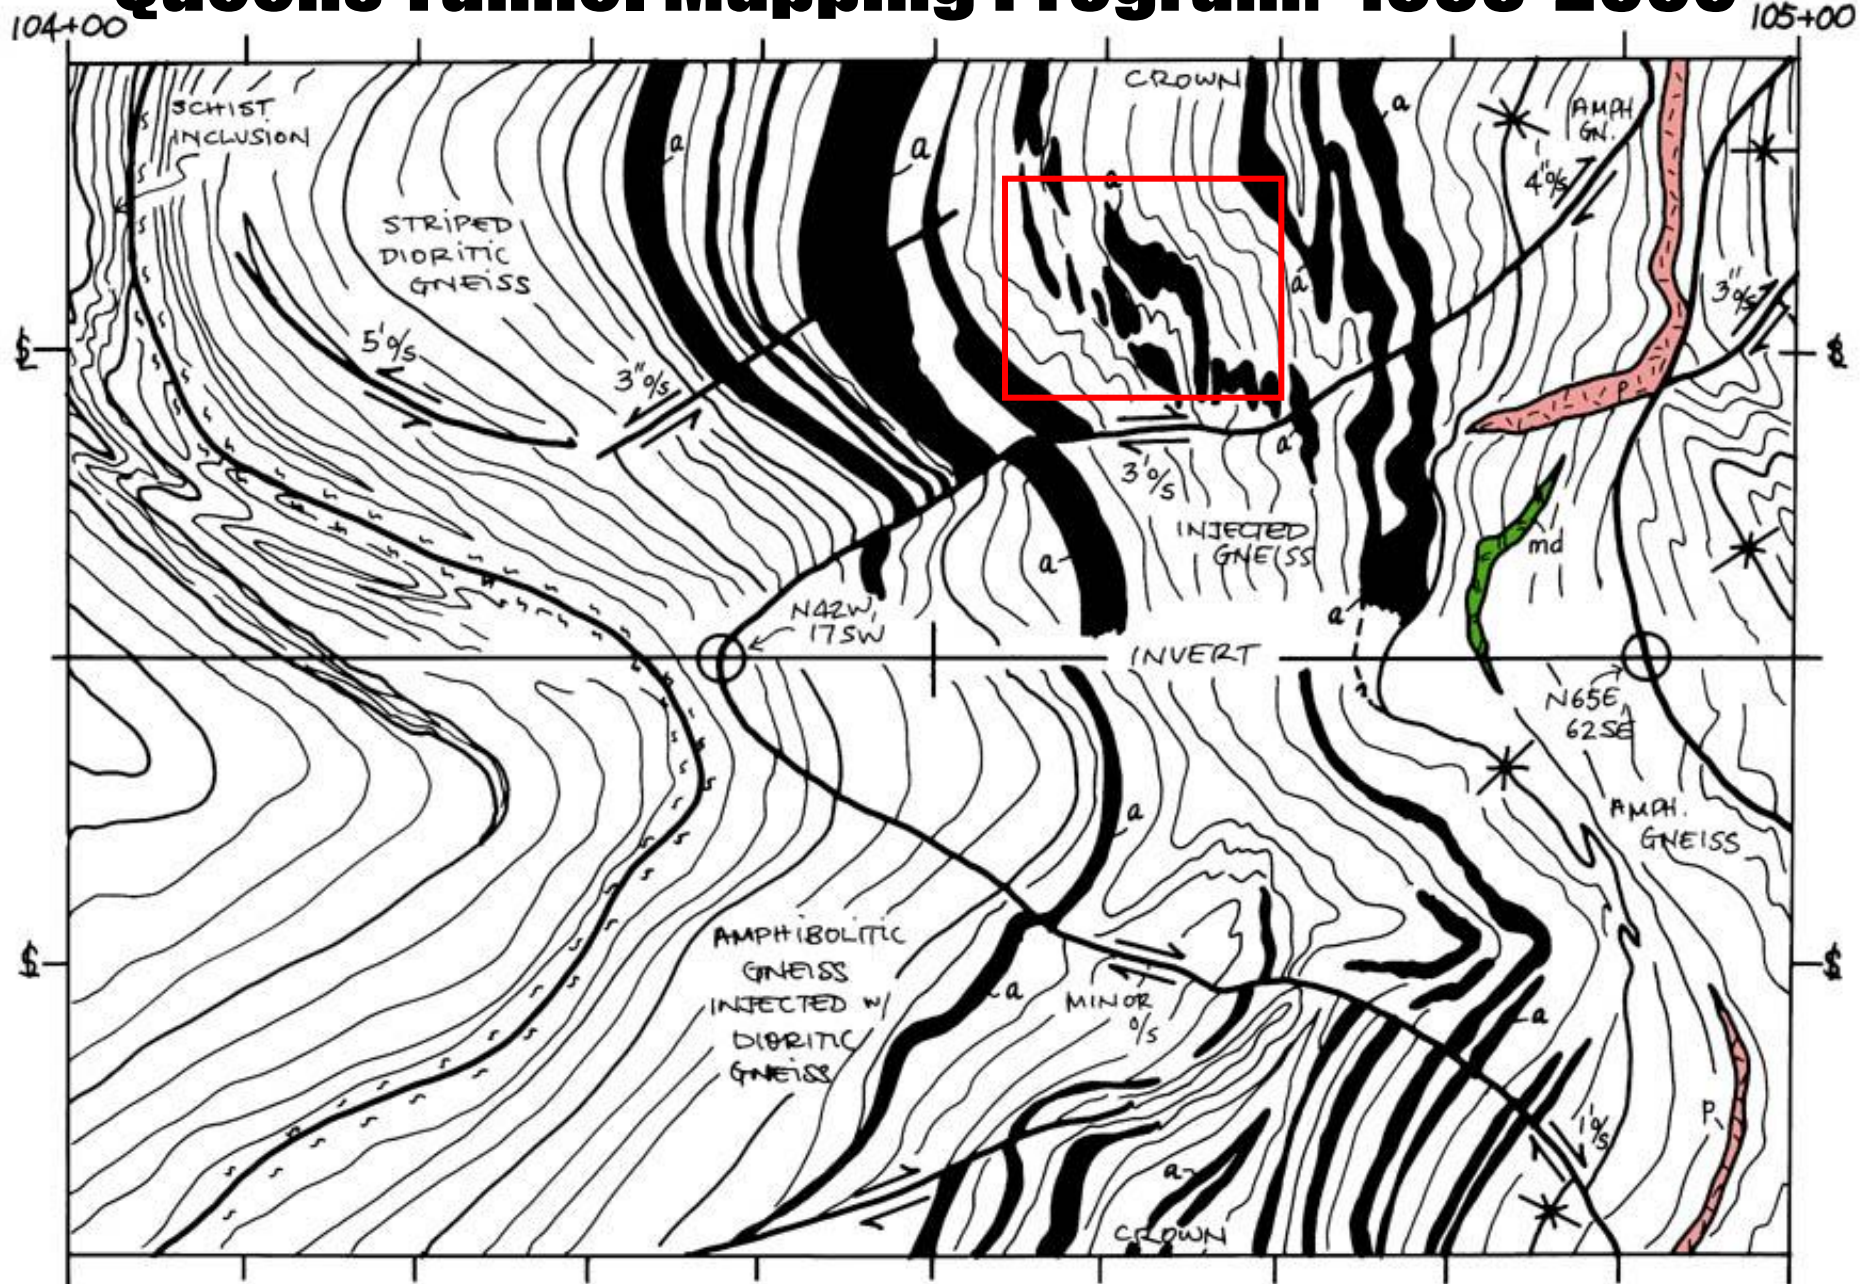 Queens Tunnel Mapping Program: 1998-2000
104+00
105+00
CROWN
SCHIST
INCLUSION
a
a
a
a
AMPH
GN.
4"o/s
STRIPED
DIORITIC
GNEISS
a
3"o/s
5'o/s
3"o/s
P
a
3'o/s
INJECTED
GNEISS
md
a
N42W,
17SW
a
INVERT
N65E,
62SE
a
AMPH.
GNEISS
AMPHIBOLITIC
GNEISS
INJECTED W/
DIORITIC
GNEISS
a
MINOR
o/s
a
P
1'o/s
a
CROWN